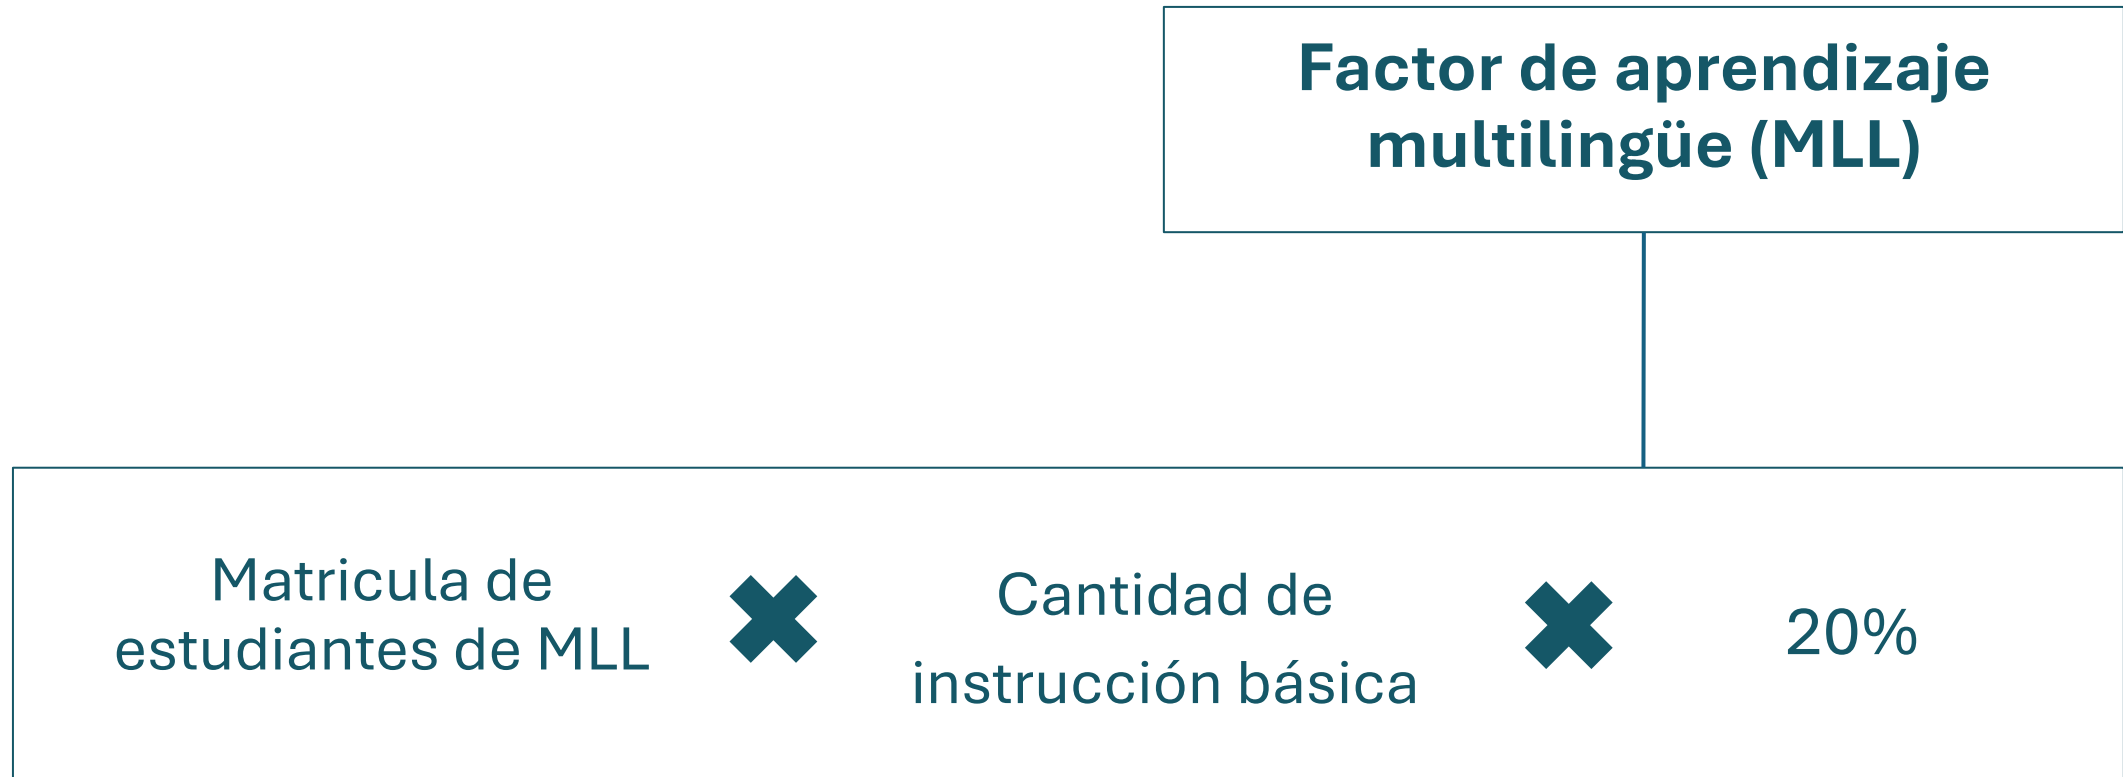 Factor de aprendizaje
multilingüe (MLL)
Matricula de
estudiantes de MLL
Cantidad de
instrucción básica
20%